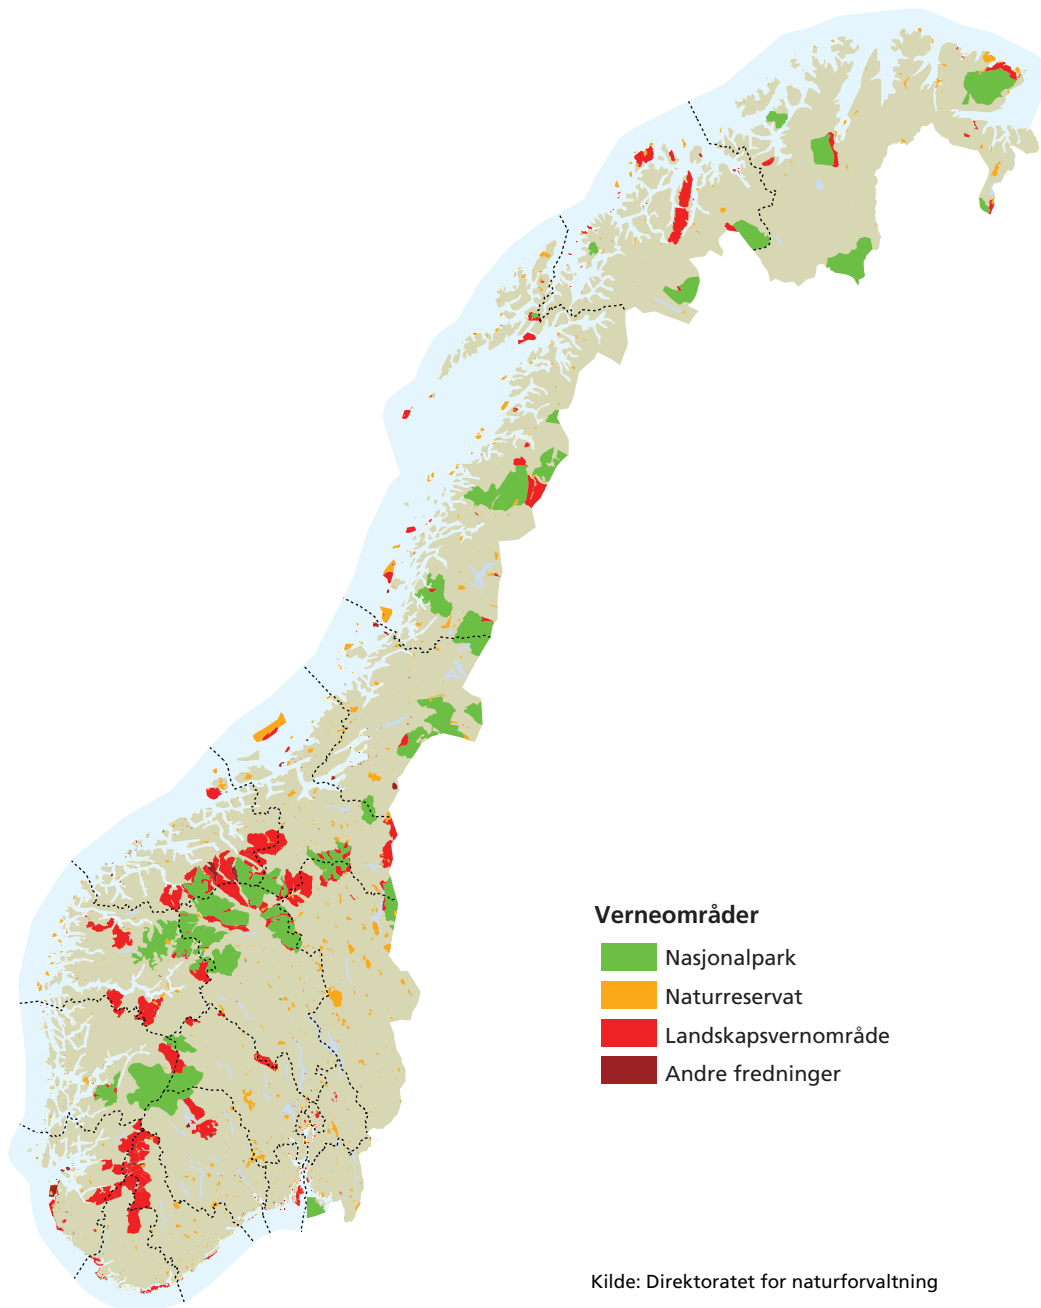 Verneområder
Nasjonalpark
Naturreservat
Landskapsvernområde
Andre fredninger
Kilde: Direktoratet for naturforvaltning